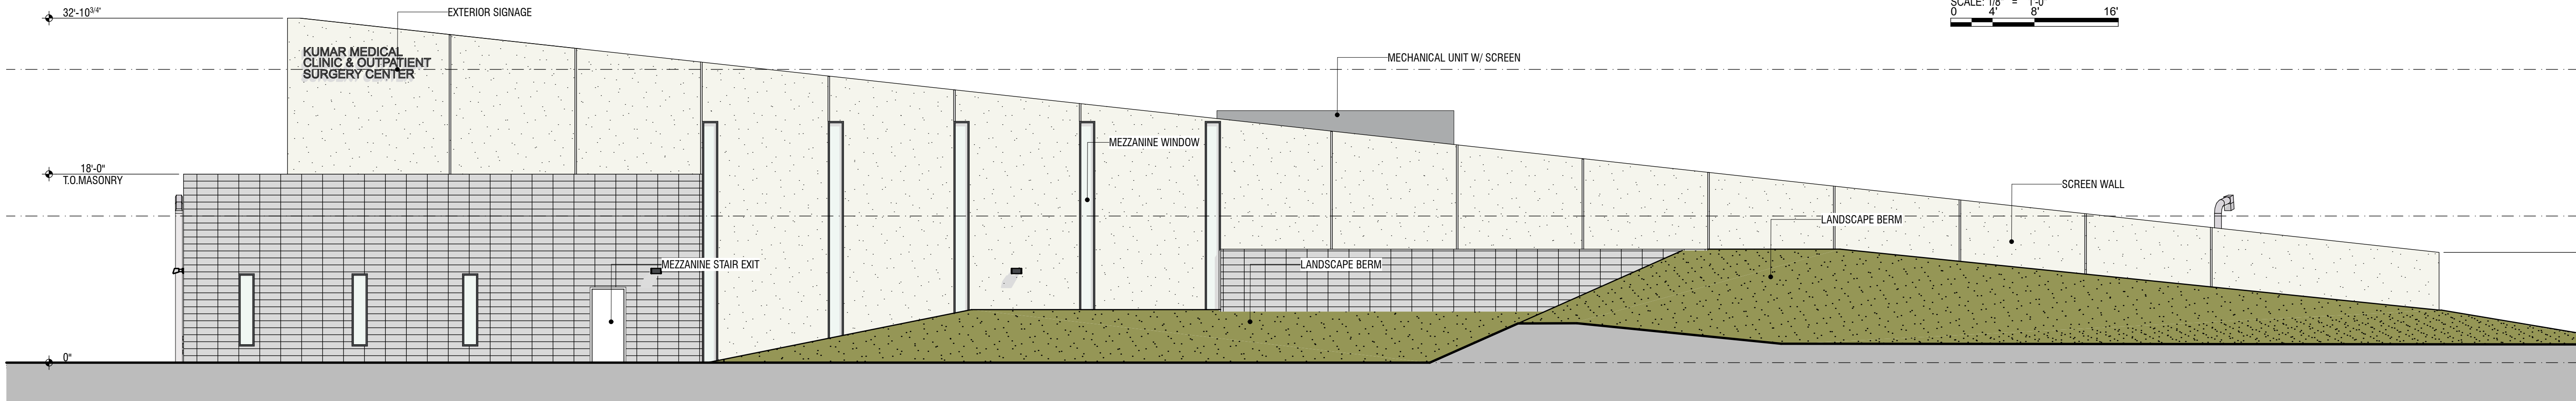 SCALE: 1/8" = 1'-0"
0 4' 8' 16'
32'-10 3/4"
EXTERIOR SIGNAGE
KUMAR MEDICAL
CLINIC & OUTPATIENT
SURGERY CENTER
MECHANICAL UNIT W/ SCREEN
MEZZANINE WINDOW
18'-0"
T.O.MASONRY
SCREEN WALL
LANDSCAPE BERM
MEZZANINE STAIR EXIT
LANDSCAPE BERM
0"